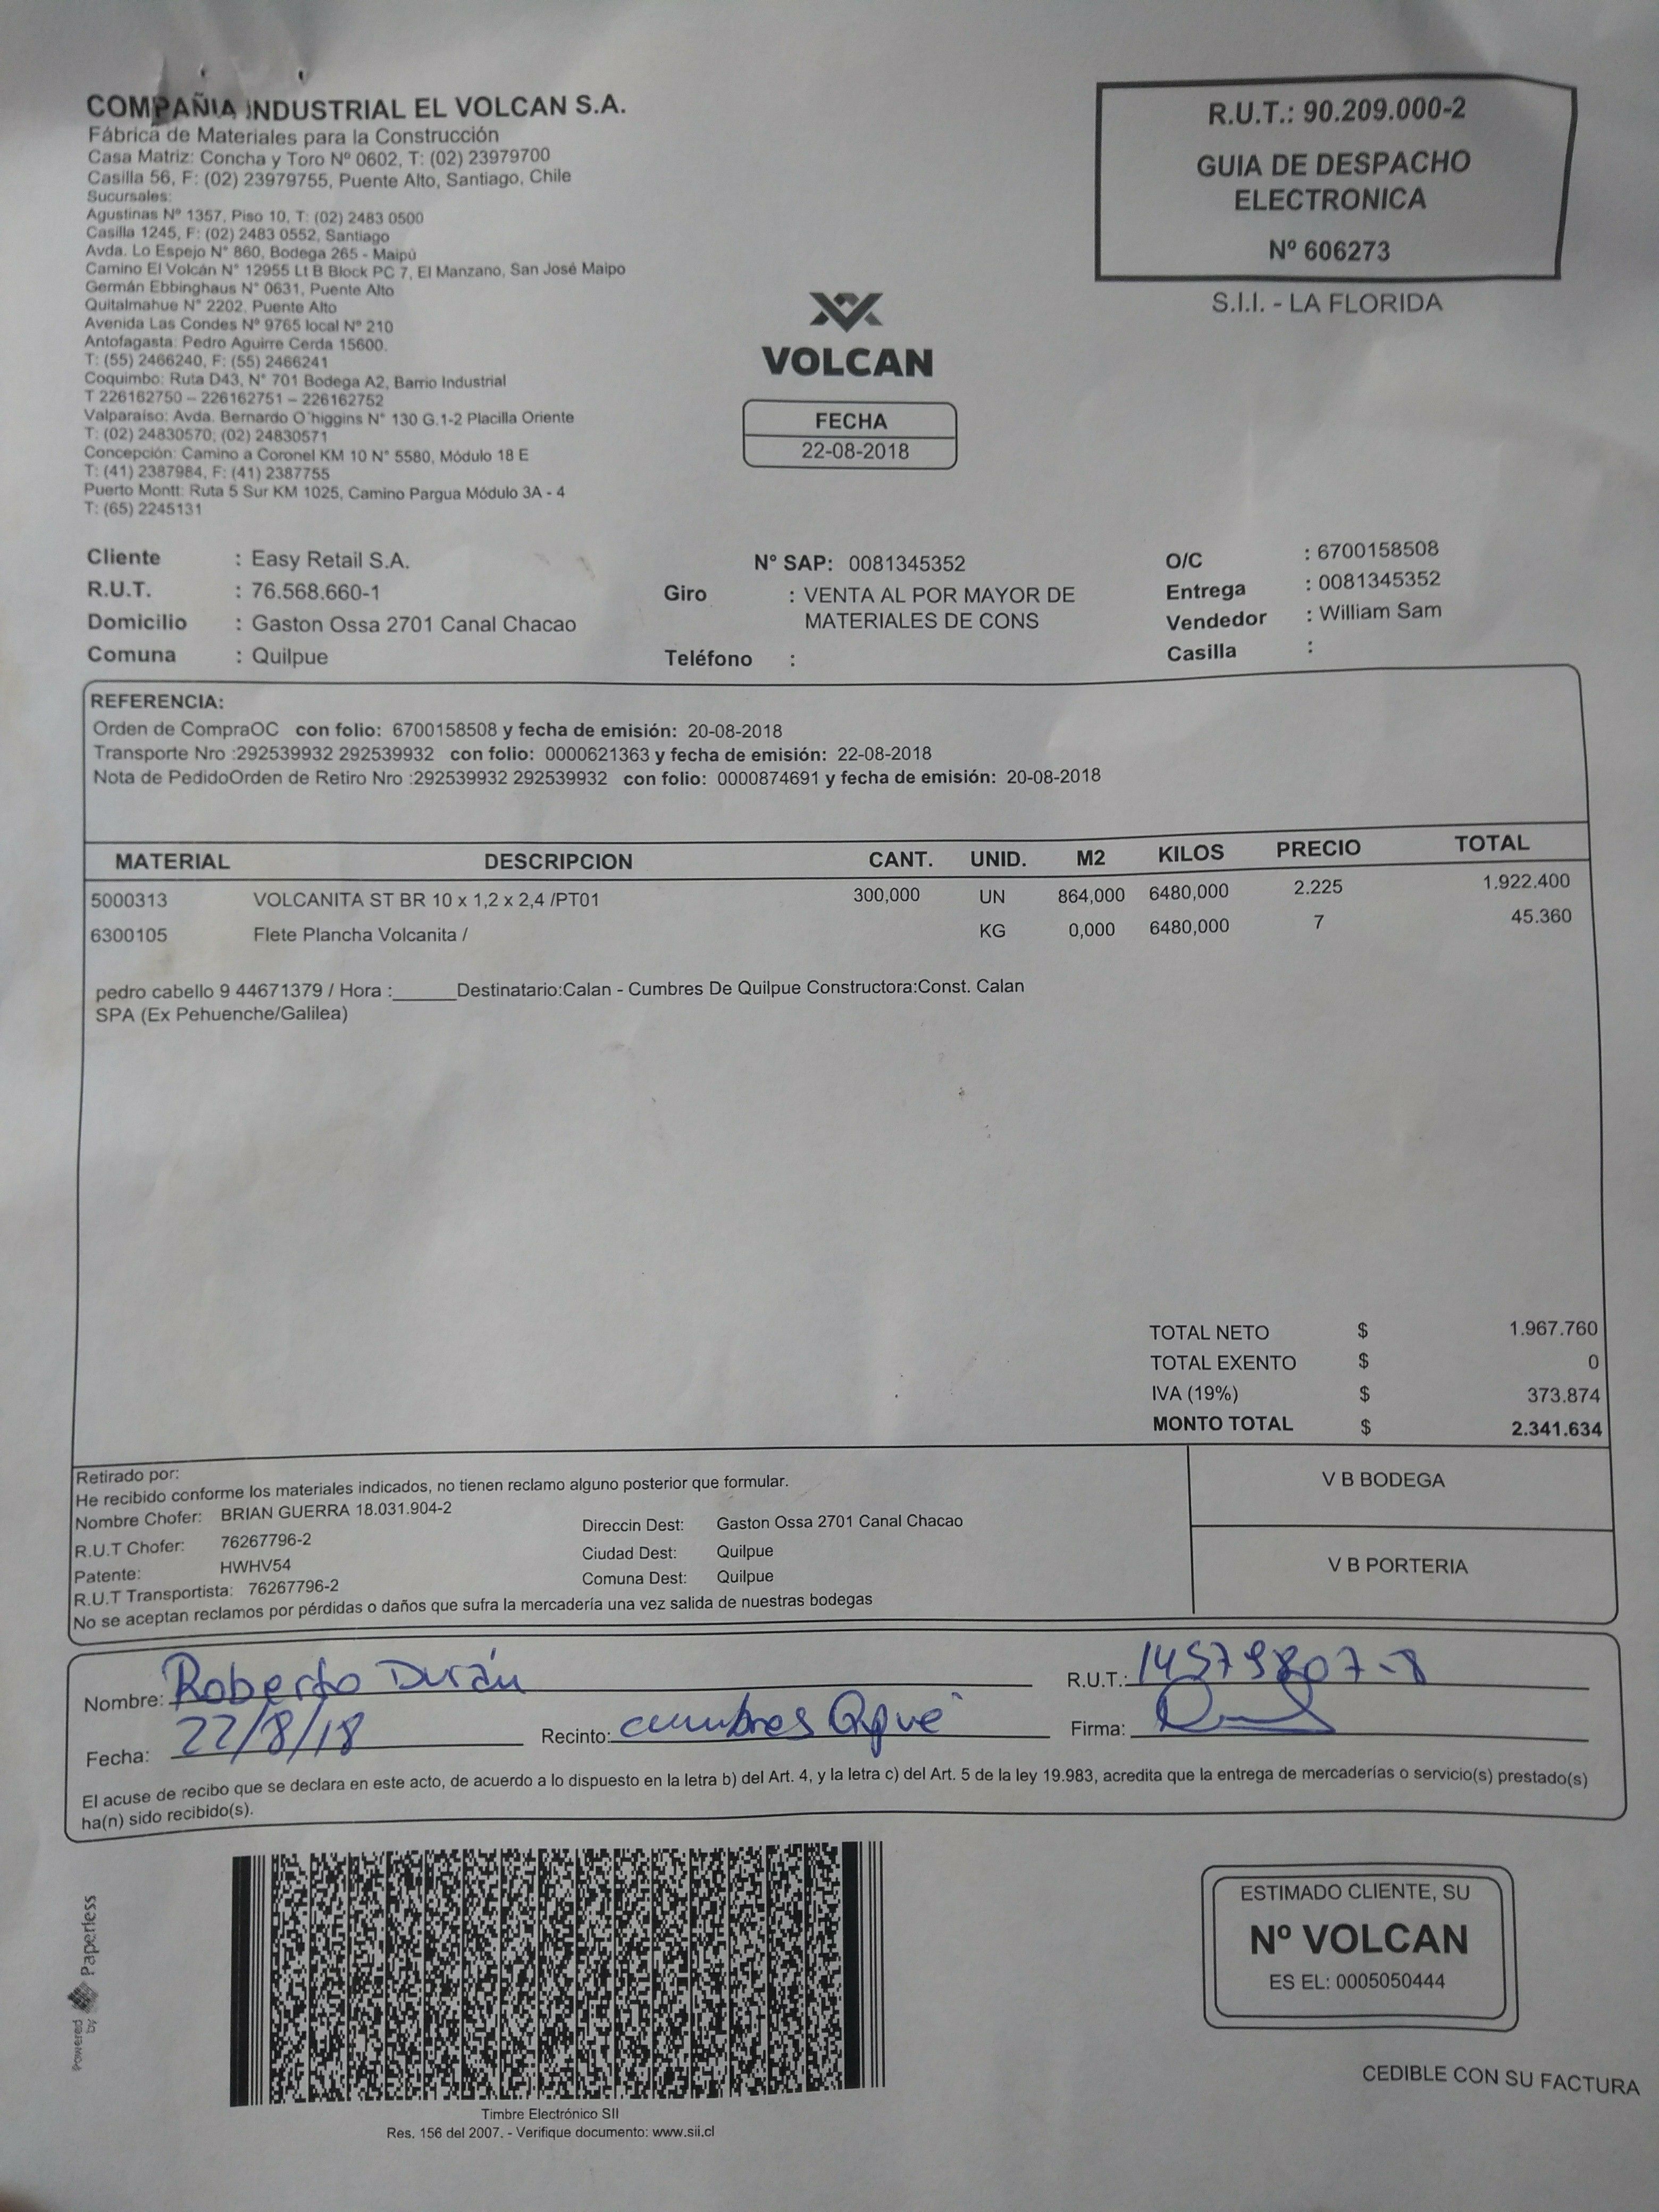 COMPAÑIA INDUSTRIAL EL VOLCAN S.A.
Fábrica de Materiales para la Construcción
Casa Matriz: Concha y Toro Nº 0602, T: (02) 23979700
Casilla 56, F: (02) 23979755, Puente Alto, Santiago, Chile
Sucursales:
Agustinas Nº 1357, Piso 10, T: (02) 2483 0500
Casilla 1245, F: (02) 2483 0552, Santiago
Avda. Lo Espejo N° 860, Bodega 265 - Maipú
Camino El Volcán N° 12955 Lt B Block PC 7, El Manzano, San José Maipo
Germán Ebbinghaus N° 0631, Puente Alto
Quitalmahue N° 2202, Puente Alto
Avenida Las Condes Nº 9765 local N° 210
Antofagasta: Pedro Aguirre Cerda 15600.
T: (55) 2466240, F: (55) 2466241
Coquimbo: Ruta D43, N° 701 Bodega A2, Barrio Industrial
T 226162750 – 226162751 – 226162752
Valparaíso: Avda. Bernardo O´higgins N° 130 G.1-2 Placilla Oriente
T: (02) 24830570; (02) 24830571
Concepción: Camino a Coronel KM 10 N° 5580, Módulo 18 E
T: (41) 2387984, F: (41) 2387755
Puerto Montt: Ruta 5 Sur KM 1025, Camino Pargua Módulo 3A - 4
T: (65) 2245131
VOLCAN
FECHA
22-08-2018
R.U.T.: 90.209.000-2
GUIA DE DESPACHO
ELECTRONICA
Nº 606273
S.I.I. - LA FLORIDA
Cliente : Easy Retail S.A.
R.U.T. : 76.568.660-1
Domicilio : Gaston Ossa 2701 Canal Chacao
Comuna : Quilpue
N° SAP: 0081345352
Giro : VENTA AL POR MAYOR DE
MATERIALES DE CONS
Teléfono :
O/C : 6700158508
Entrega : 0081345352
Vendedor : William Sam
Casilla :
REFERENCIA:
Orden de CompraOC con folio: 6700158508 y fecha de emisión: 20-08-2018
Transporte Nro :292539932 292539932 con folio: 0000621363 y fecha de emisión: 22-08-2018
Nota de PedidoOrden de Retiro Nro :292539932 292539932 con folio: 0000874691 y fecha de emisión: 20-08-2018
MATERIAL DESCRIPCION CANT. UNID. M2 KILOS PRECIO TOTAL
5000313 VOLCANITA ST BR 10 x 1,2 x 2,4 /PT01 300,000 UN 864,000 6480,000 2.225 1.922.400
6300105 Flete Plancha Volcanita / KG 0,000 6480,000 7 45.360
pedro cabello 9 44671379 / Hora :______Destinatario:Calan - Cumbres De Quilpue Constructora:Const. Calan
SPA (Ex Pehuenche/Galilea)
TOTAL NETO $ 1.967.760
TOTAL EXENTO $ 0
IVA (19%) $ 373.874
MONTO TOTAL $ 2.341.634
Retirado por:
He recibido conforme los materiales indicados, no tienen reclamo alguno posterior que formular.
Nombre Chofer: BRIAN GUERRA 18.031.904-2
R.U.T Chofer: 76267796-2
Patente: HWHV54
R.U.T Transportista: 76267796-2
Direccin Dest: Gaston Ossa 2701 Canal Chacao
Ciudad Dest: Quilpue
Comuna Dest: Quilpue
No se aceptan reclamos por pérdidas o daños que sufra la mercadería una vez salida de nuestras bodegas
V B BODEGA
V B PORTERIA
Nombre: Roberto Durán R.U.T.: 14579807-8
Fecha: 22/8/18 Recinto: cumbres Qpue Firma:
El acuse de recibo que se declara en este acto, de acuerdo a lo dispuesto en la letra b) del Art. 4, y la letra c) del Art. 5 de la ley 19.983, acredita que la entrega de mercaderías o servicio(s) prestado(s)
ha(n) sido recibido(s).
Powered by Paperless
Timbre Electrónico SII
Res. 156 del 2007. - Verifique documento: www.sii.cl
ESTIMADO CLIENTE, SU
Nº VOLCAN
ES EL: 0005050444
CEDIBLE CON SU FACTURA